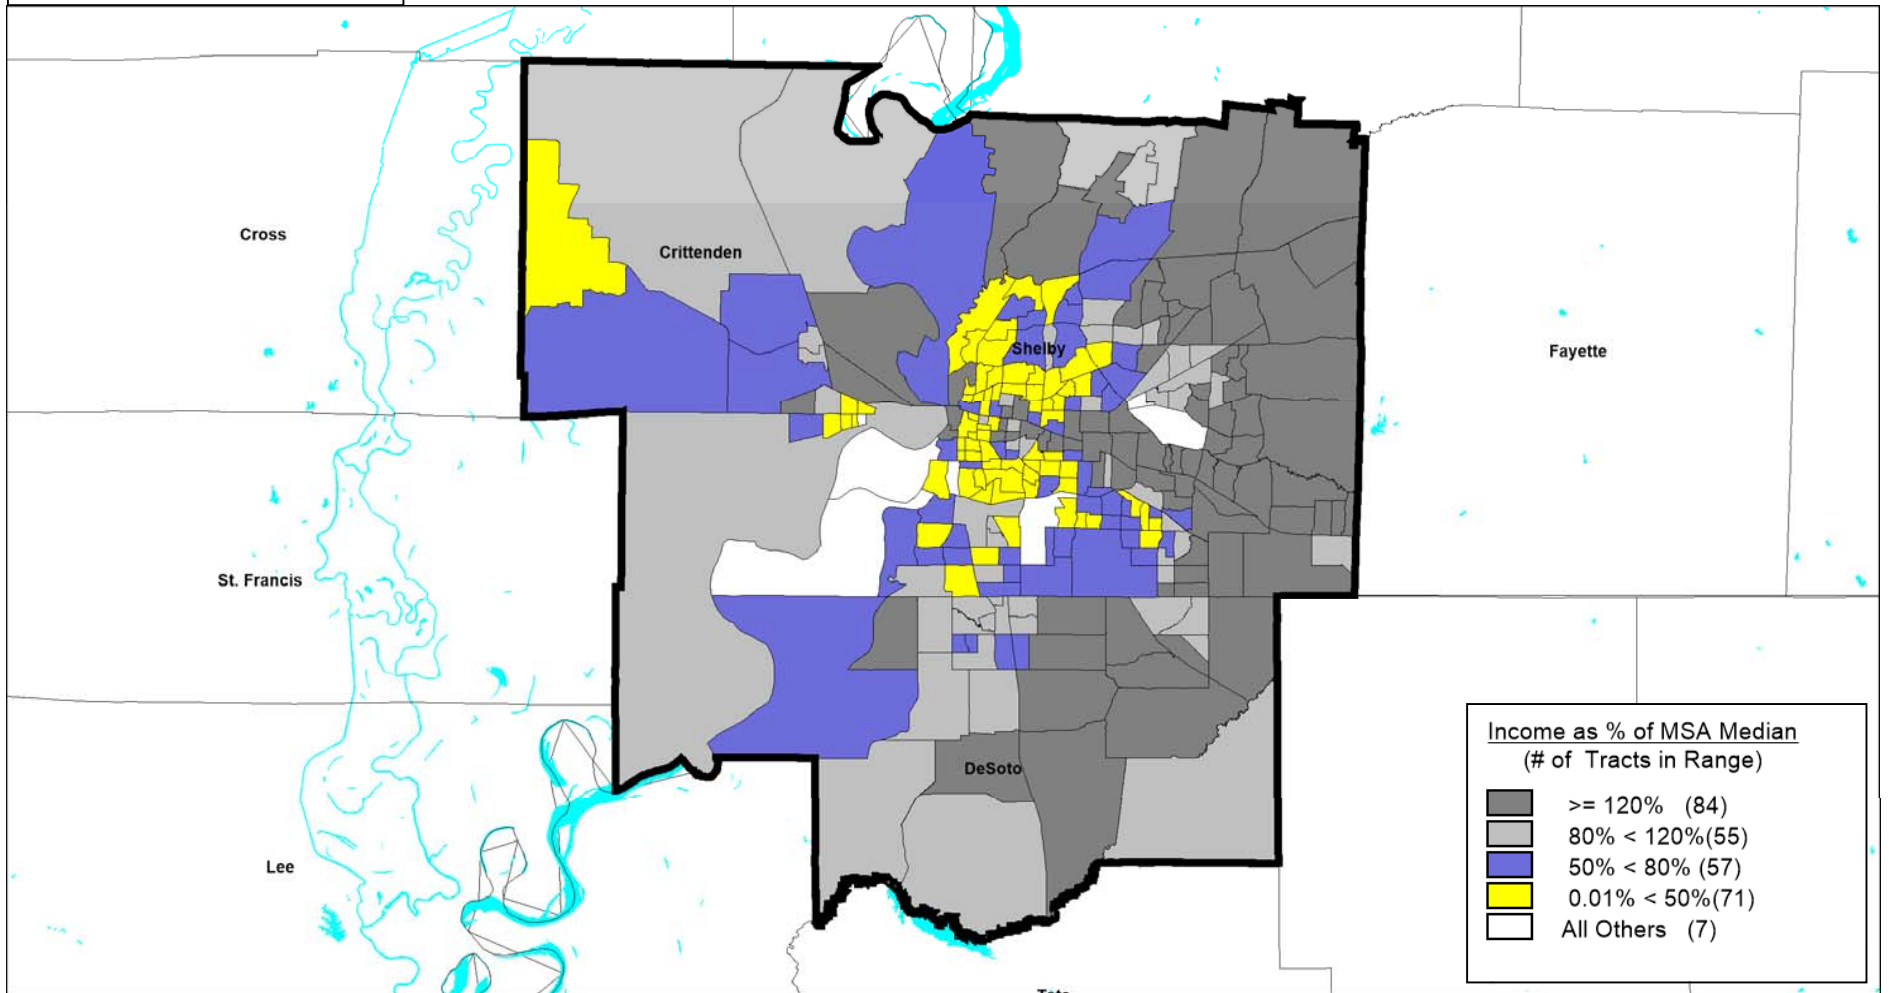 Cross
Crittenden
Shelby
Fayette
St. Francis
DeSoto
Lee
Income as % of MSA Median
(# of Tracts in Range)
>= 120% (84)
80% < 120%(55)
50% < 80% (57)
0.01% < 50%(71)
All Others (7)